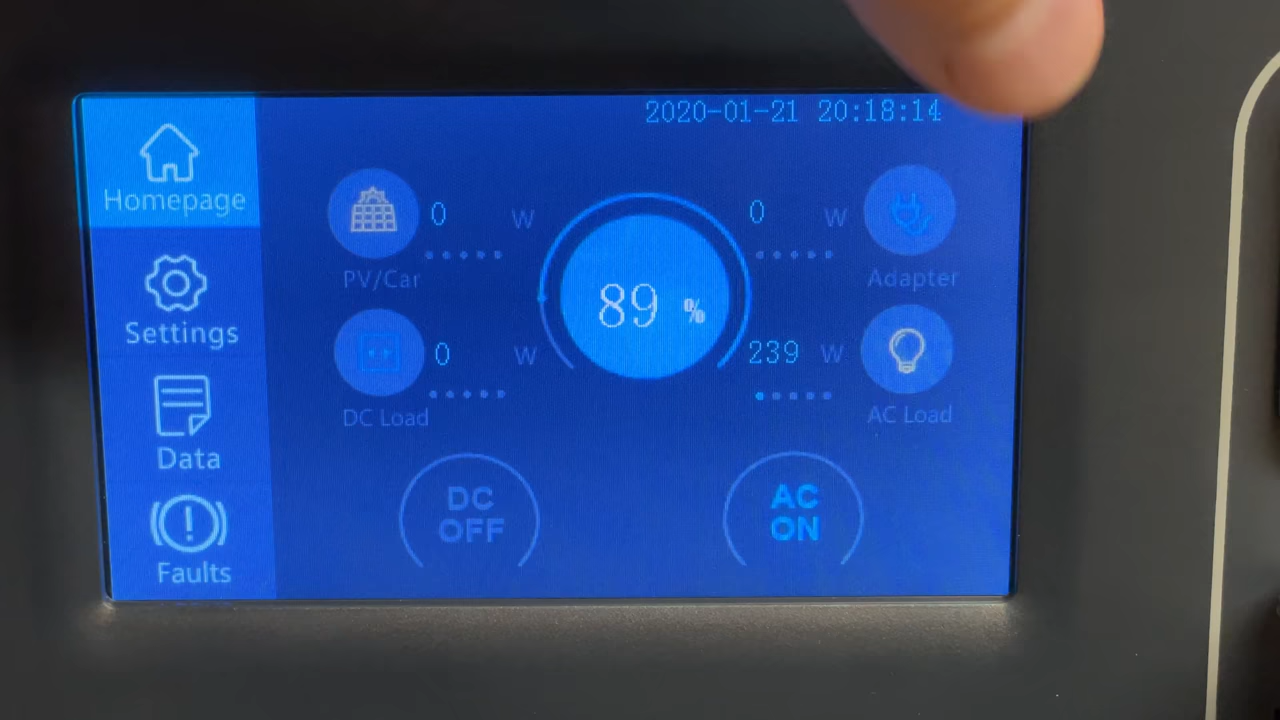 2020-01-21 20:18:14
Homepage
Settings
Data
Faults
0 W
PV/Car
0 W
DC Load
89 %
0 W
Adapter
239 W
AC Load
DC
OFF
AC
ON